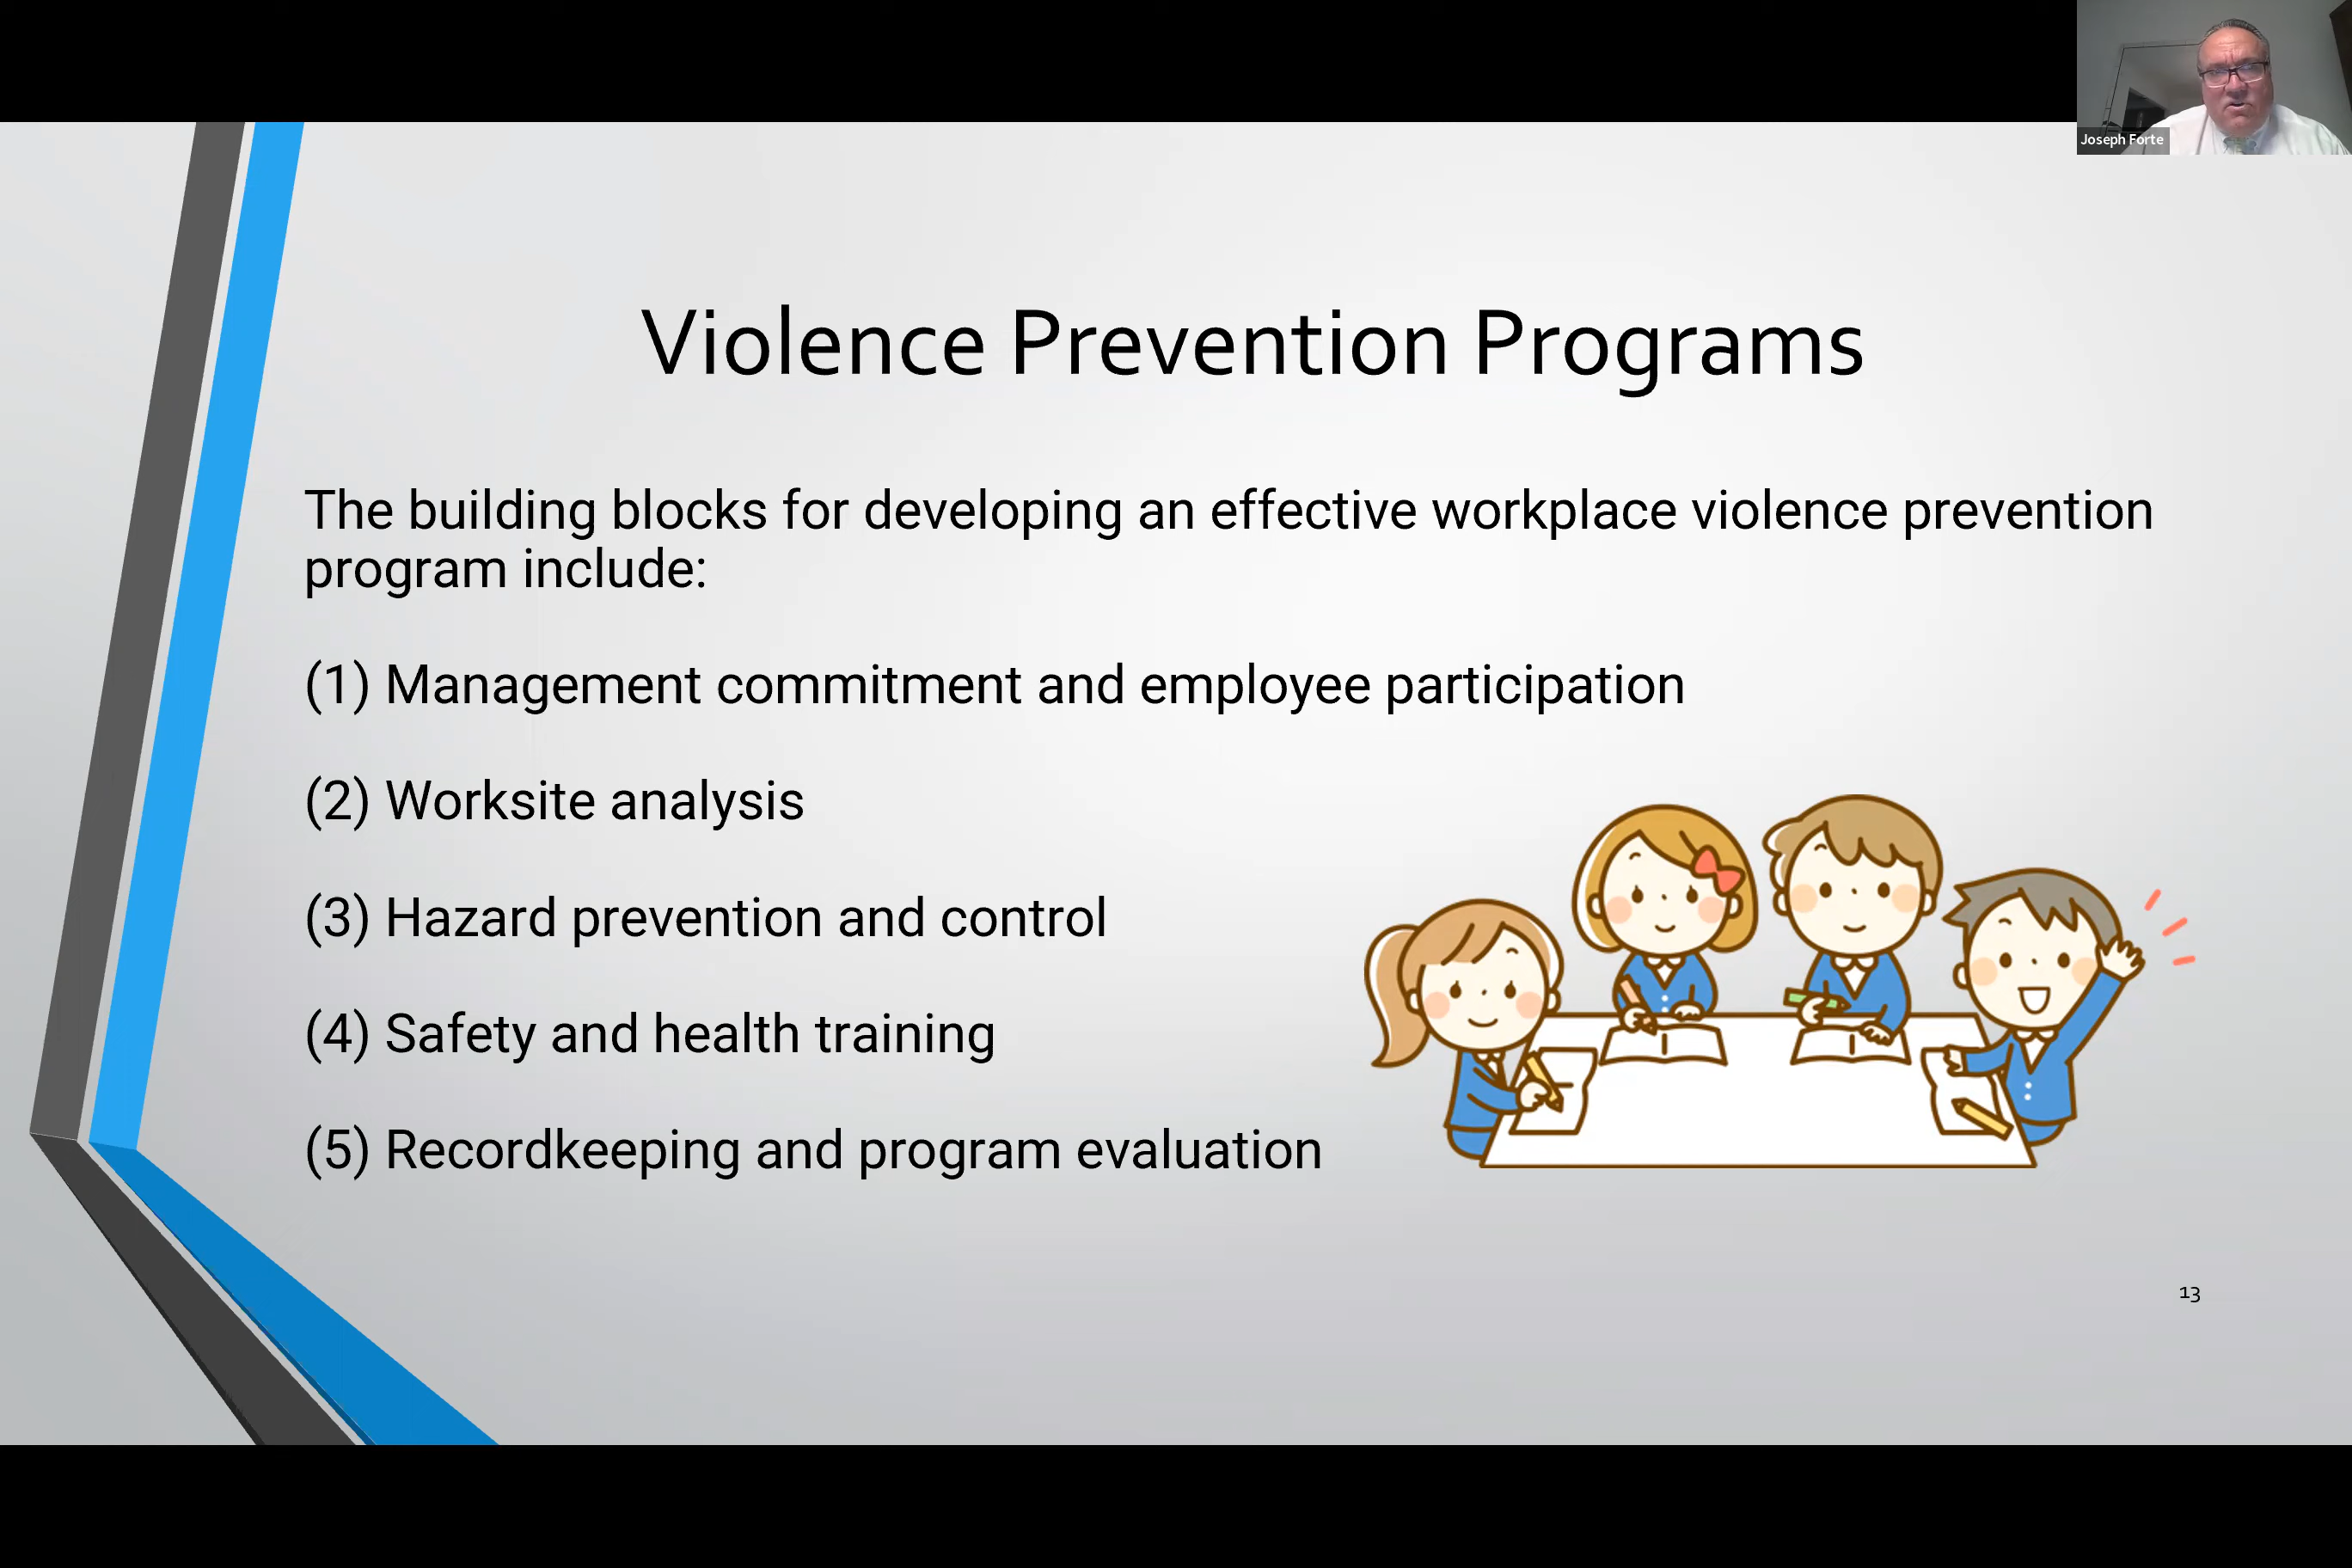 Joseph Forte
Violence Prevention Programs
The building blocks for developing an effective workplace violence prevention
program include:
(1) Management commitment and employee participation
(2) Worksite analysis
(3) Hazard prevention and control
(4) Safety and health training
(5) Recordkeeping and program evaluation
13